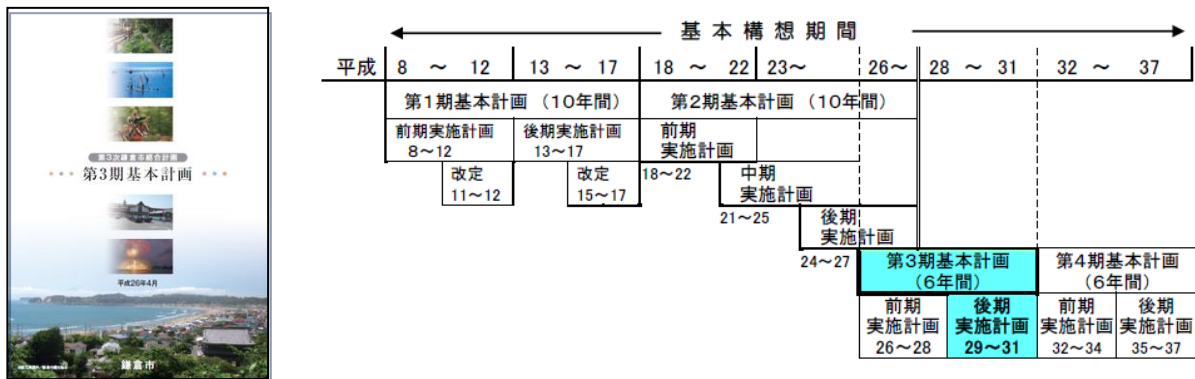 第3次鎌倉市総合計画
第3期基本計画
平成26年4月
鎌倉市
基本構想期間
平成 8 ～ 12 13 ～ 17 18 ～ 22 23～ 26～ 28 ～ 31 32 ～ 37
第1期基本計画（10年間） 第2期基本計画（10年間）
前期実施計画 後期実施計画 前期
8～12 13～17 実施計画
改定 改定 18～22 中期
11～12 15～17 実施計画
21～25 後期
実施計画
24～27 第3期基本計画 第4期基本計画
（6年間） （6年間）
前期 後期 前期 後期
実施計画 実施計画 実施計画 実施計画
26～28 29～31 32～34 35～37